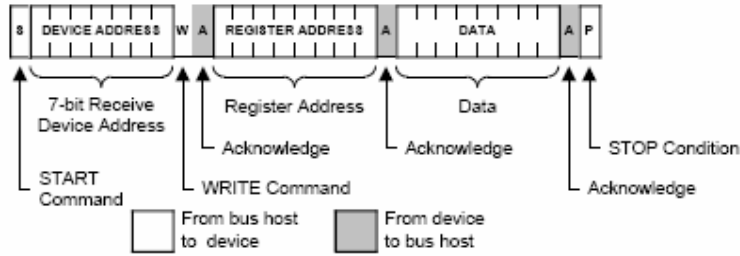 S DEVICE ADDRESS W A REGISTER ADDRESS A DATA A P
7-bit Receive
Device Address
Register Address
Data
Acknowledge
Acknowledge
STOP Condition
START
Command
WRITE Command
Acknowledge
From bus host
to device
From device
to bus host